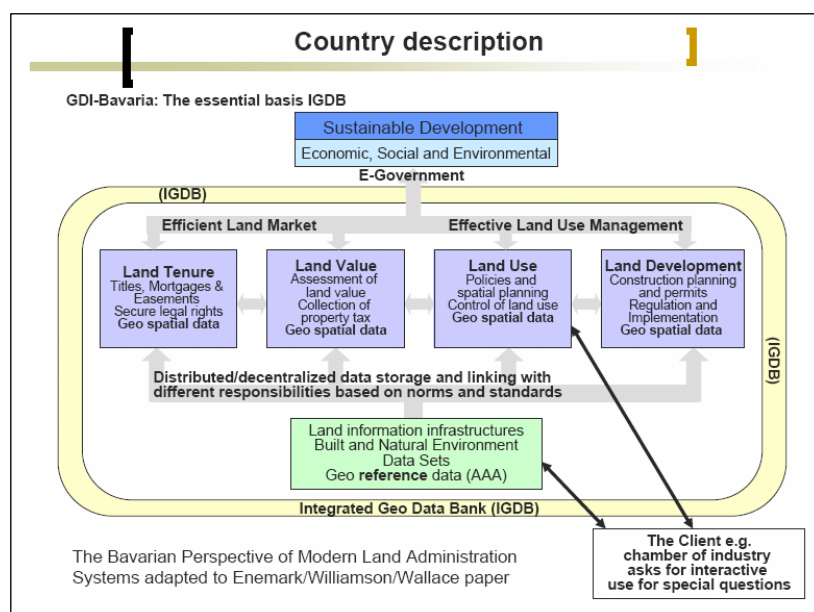 Country description
GDI-Bavaria: The essential basis IGDB
Sustainable Development
Economic, Social and Environmental
E-Government
(IGDB)
Efficient Land Market
Effective Land Use Management
Land Tenure
Titles, Mortgages &
Easements
Secure legal rights
Geo spatial data
Land Value
Assessment of
land value
Collection of
property tax
Geo spatial data
Land Use
Policies and
spatial planning
Control of land use
Geo spatial data
Land Development
Construction planning
and permits
Regulation and
Implementation
Geo spatial data
(IGDB)
Distributed/decentralized data storage and linking with
different responsibilities based on norms and standards
Land information infrastructures
Built and Natural Environment
Data Sets
Geo reference data (AAA)
Integrated Geo Data Bank (IGDB)
The Client e.g.
chamber of industry
asks for interactive
use for special questions
The Bavarian Perspective of Modern Land Administration
Systems adapted to Enemark/Williamson/Wallace paper